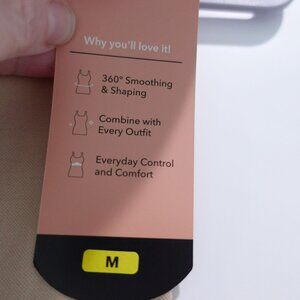 Why you'll love it!
360° Smoothing
& Shaping
Combine with
Every Outfit
Everyday Control
and Comfort
M